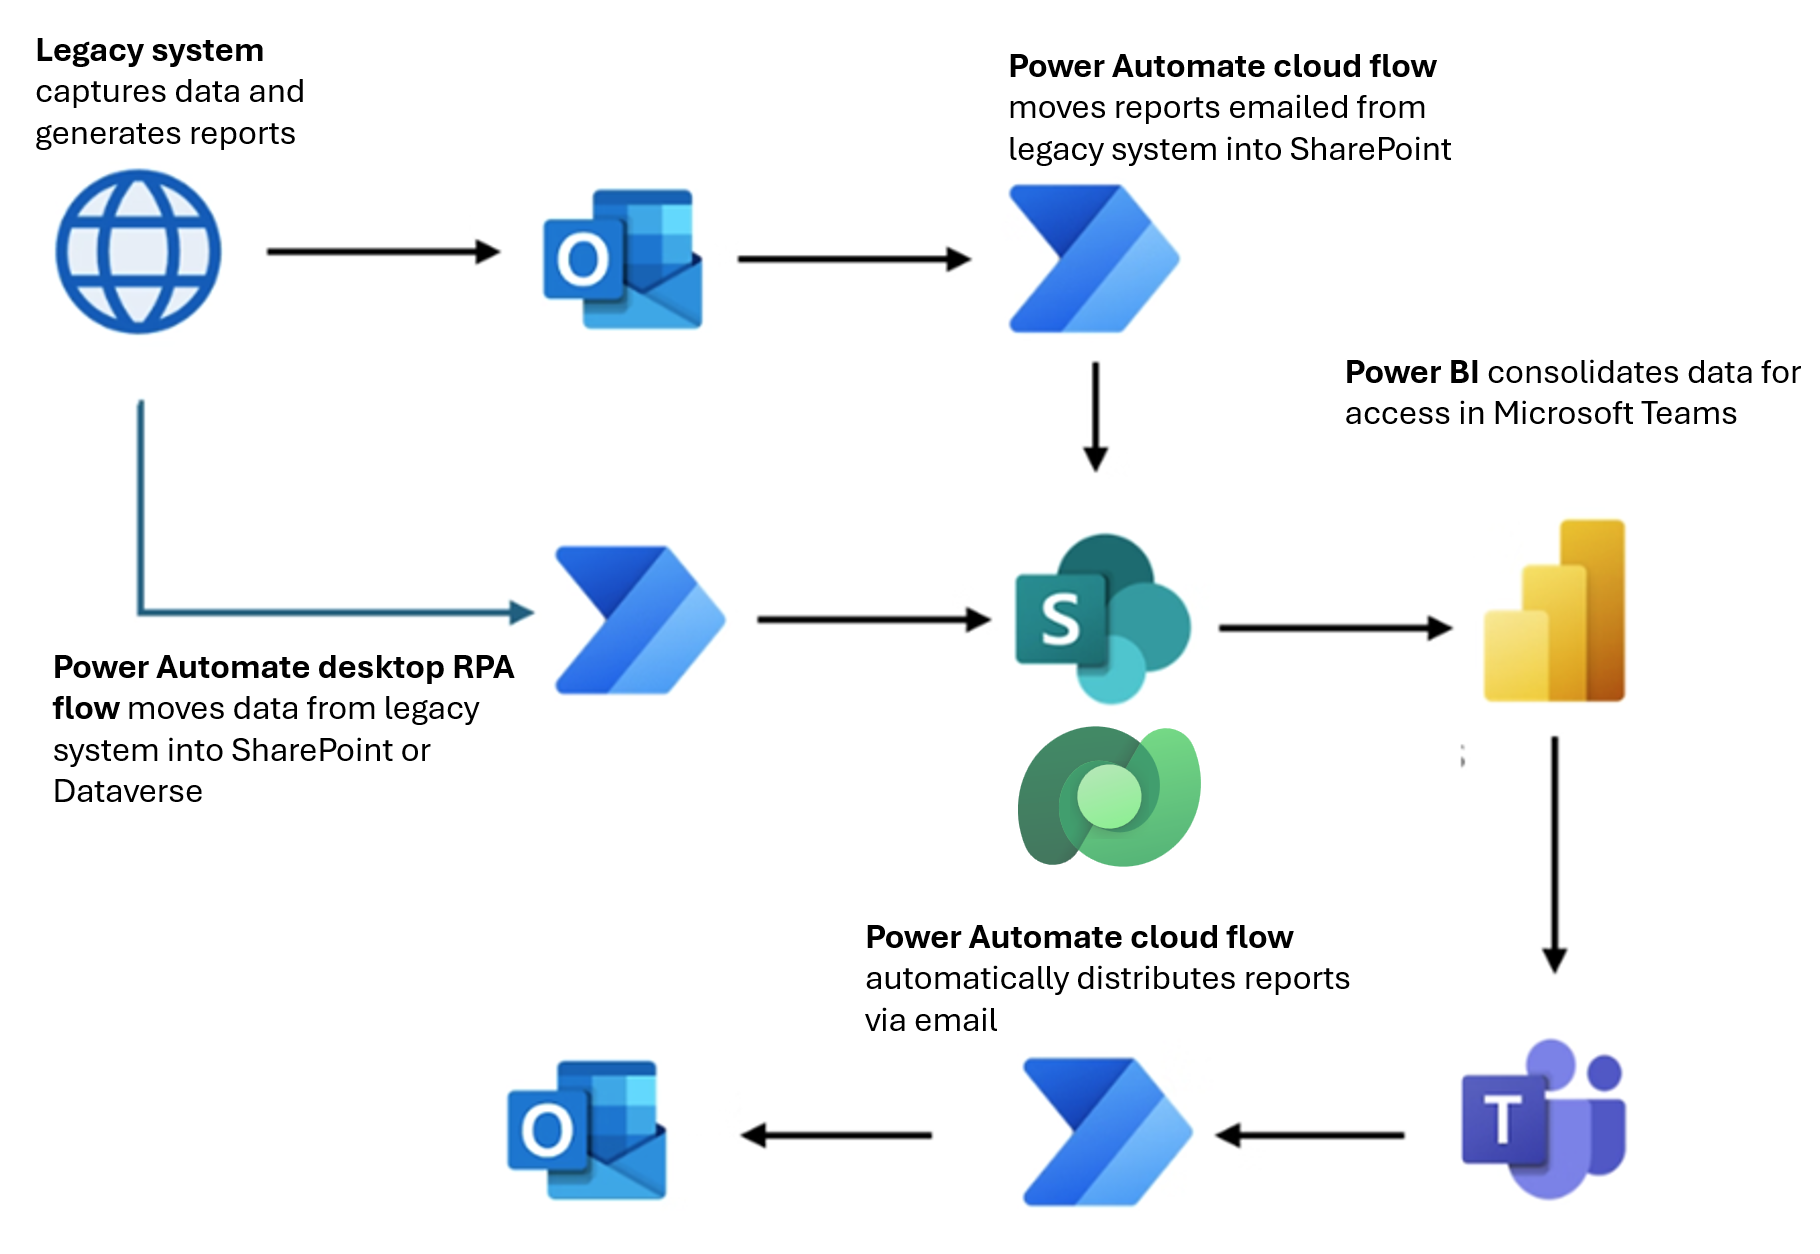 Legacy system
captures data and
generates reports
Power Automate cloud flow
moves reports emailed from
legacy system into SharePoint
O
Power BI consolidates data for
access in Microsoft Teams
Power Automate desktop RPA
flow moves data from legacy
system into SharePoint or
Dataverse
S
Power Automate cloud flow
automatically distributes reports
via email
O
T